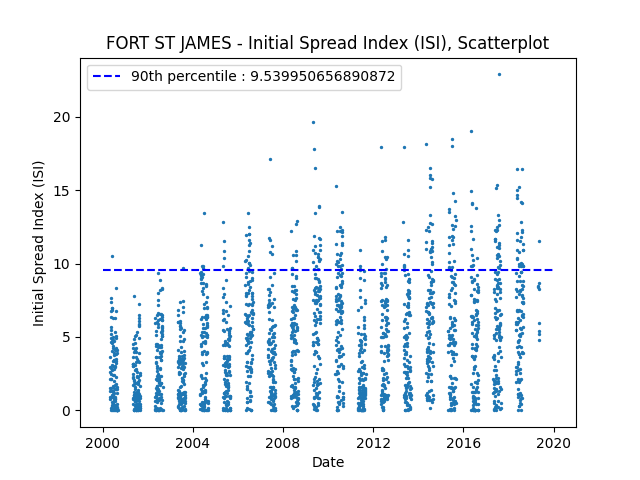 FORT ST JAMES - Initial Spread Index (ISI), Scatterplot
90th percentile : 9.539950656890872
Initial Spread Index (ISI)
20
15
10
5
0
2000 2004 2008 2012 2016 2020
Date